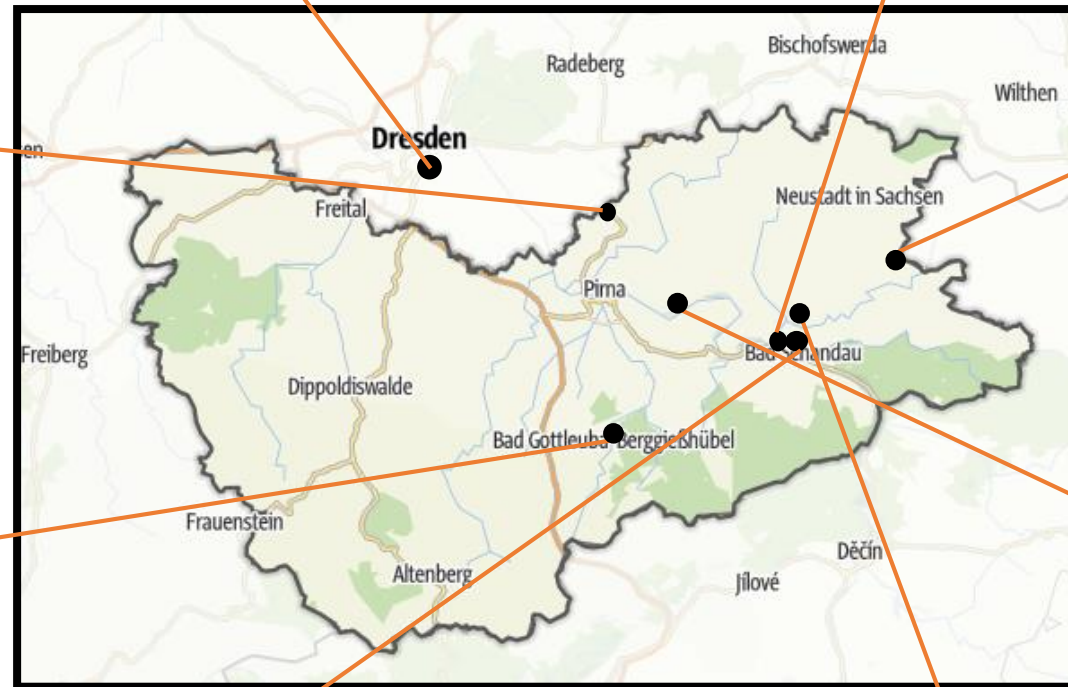 Bischofswerda
Radeberg
Wilthen
Dresden
en
Neustadt in Sachsen
Freital
Pirna
Freiberg
Bad Schandau
Dippoldiswalde
Bad Gottleuba-Berggießhübel
Frauenstein
Děčín
Altenberg
Jílové